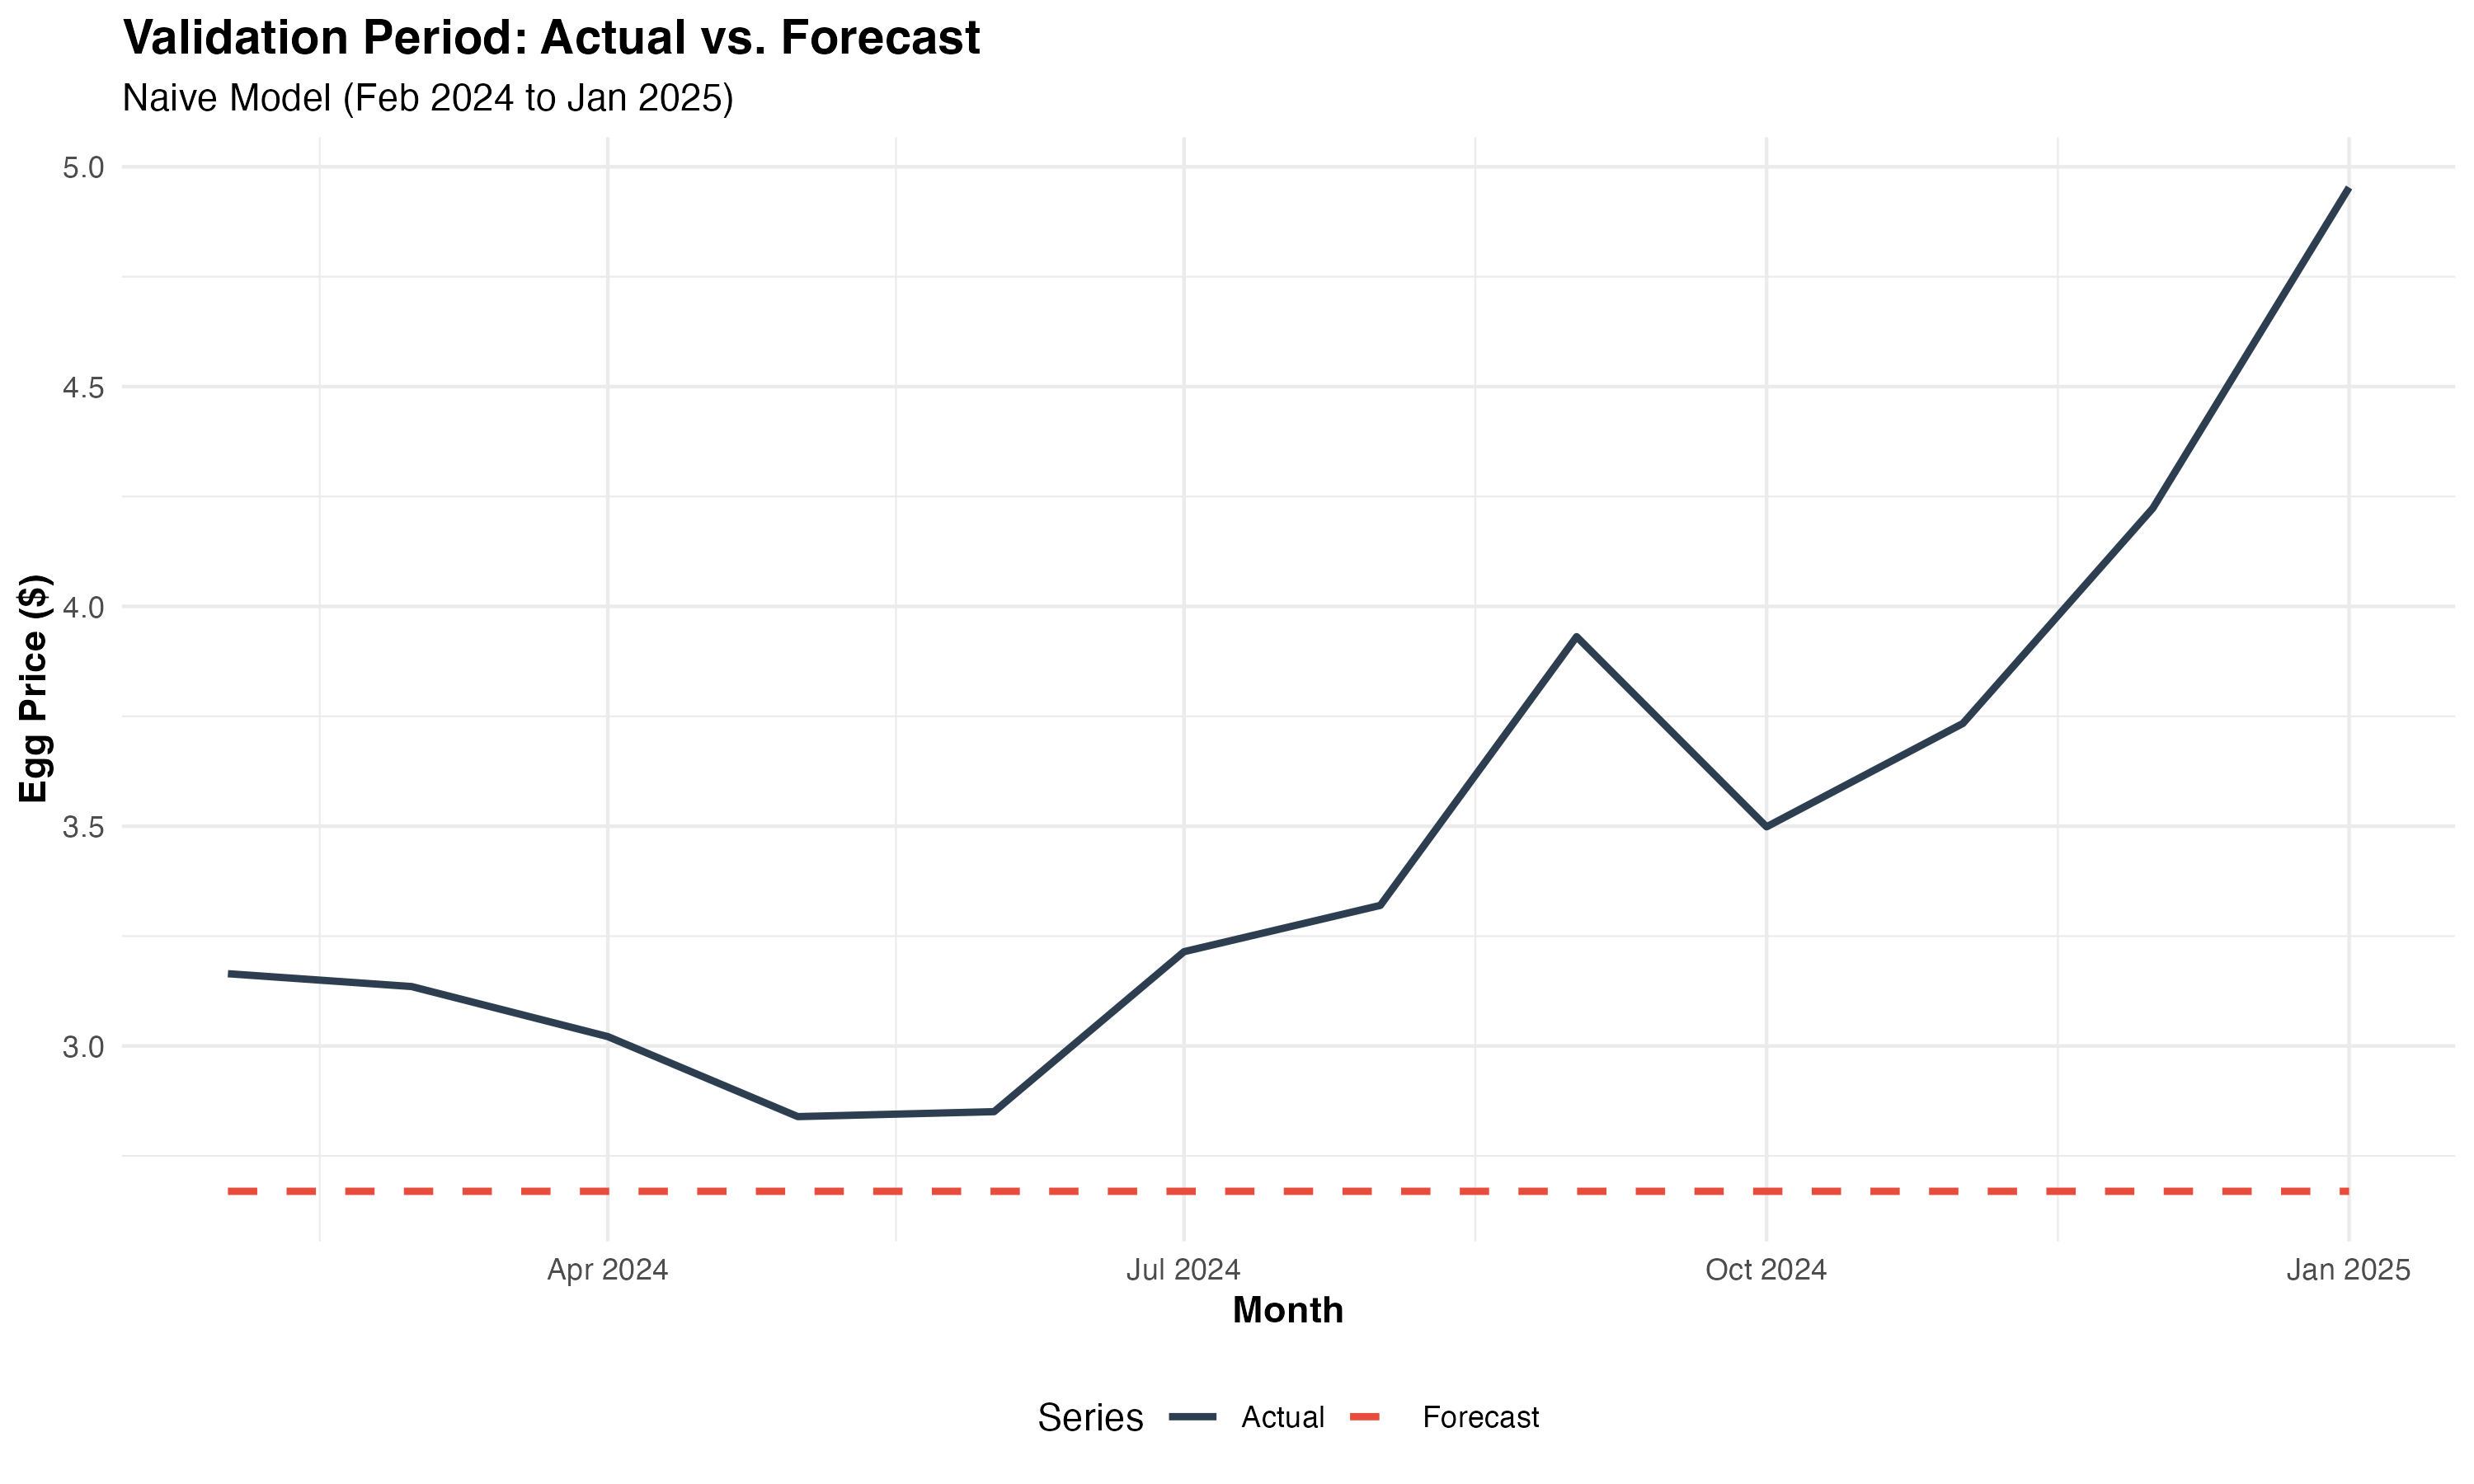 Validation Period: Actual vs. Forecast
Naive Model (Feb 2024 to Jan 2025)
5.0
4.5
4.0
3.5
3.0
Egg Price ($)
Apr 2024 Jul 2024 Oct 2024 Jan 2025
Month
Series Actual Forecast